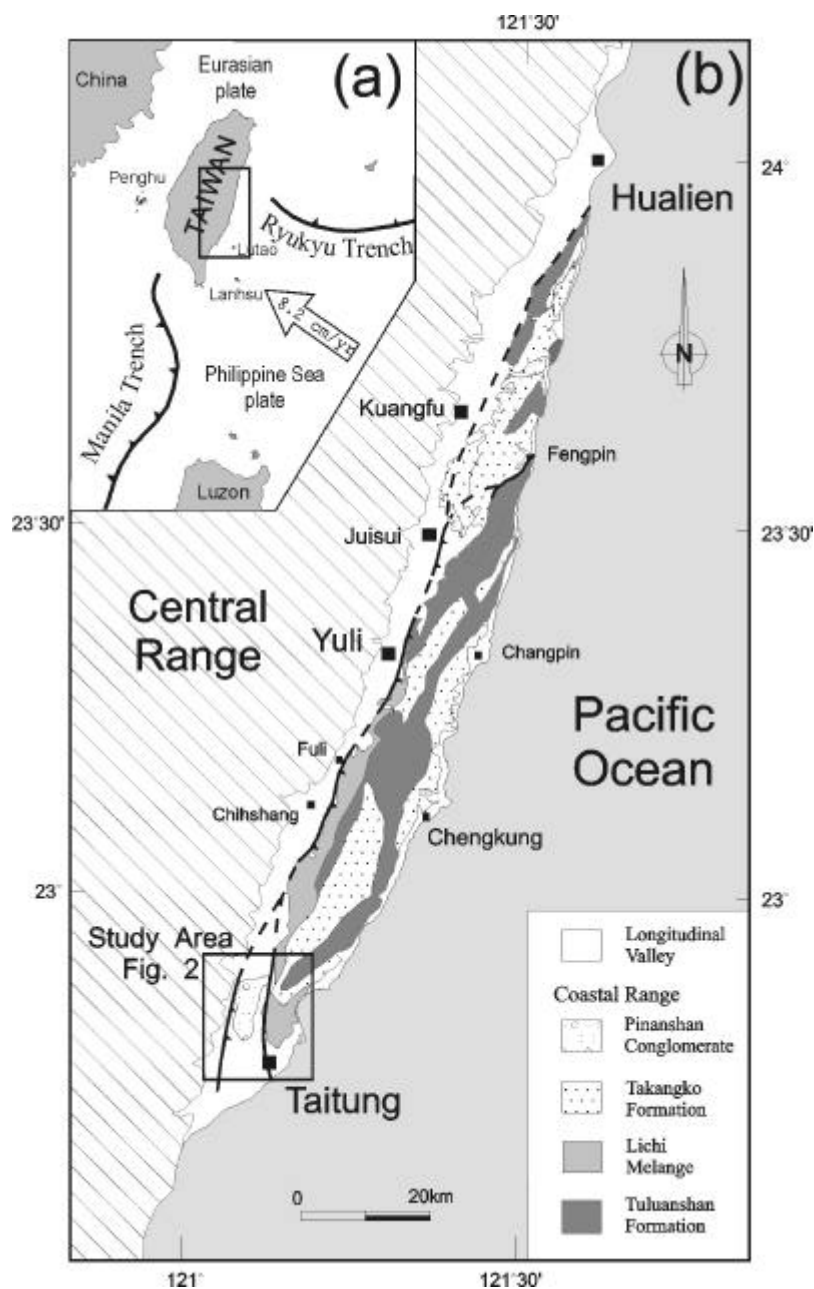 121°30'
(a)
(b)
China
Eurasian
plate
TAIWAN
Penghu
Ryukyu Trench
Lutao
Lanhsu
8.2 cm/yr
Manila Trench
Philippine Sea
plate
Luzon
24°
Hualien
N
Kuangfu
Fengpin
23°30'
23°30'
Juisui
Central
Range
Yuli
Changpin
Pacific
Ocean
Fuli
Chihshang
Chengkung
23°
23°
Study Area
Fig. 2
Taitung
Longitudinal
Valley
Coastal Range
Pinanshan
Conglomerate
Takangko
Formation
Lichi
Melange
Tuluanshan
Formation
0 20km
121°
121°30'